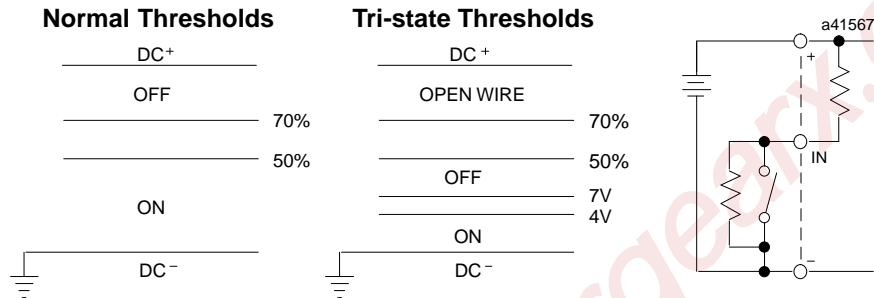 Normal Thresholds
DC+
OFF
70%
50%
ON
DC−
Tri-state Thresholds
DC +
OPEN WIRE
70%
50%
OFF
7V
4V
ON
DC−
a41567
+
IN
−